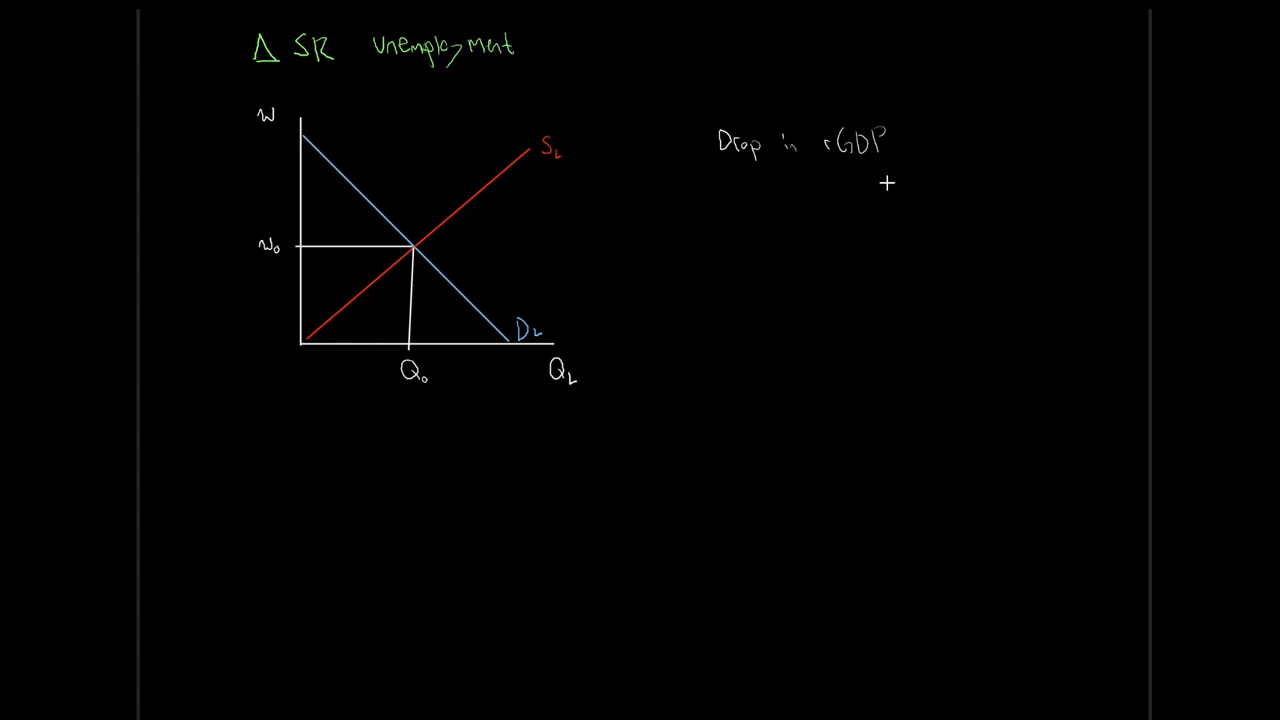 Δ SR Unemployment
W
S_L
Drop in rGDP
W₀
D_L
Q₀
Q_L